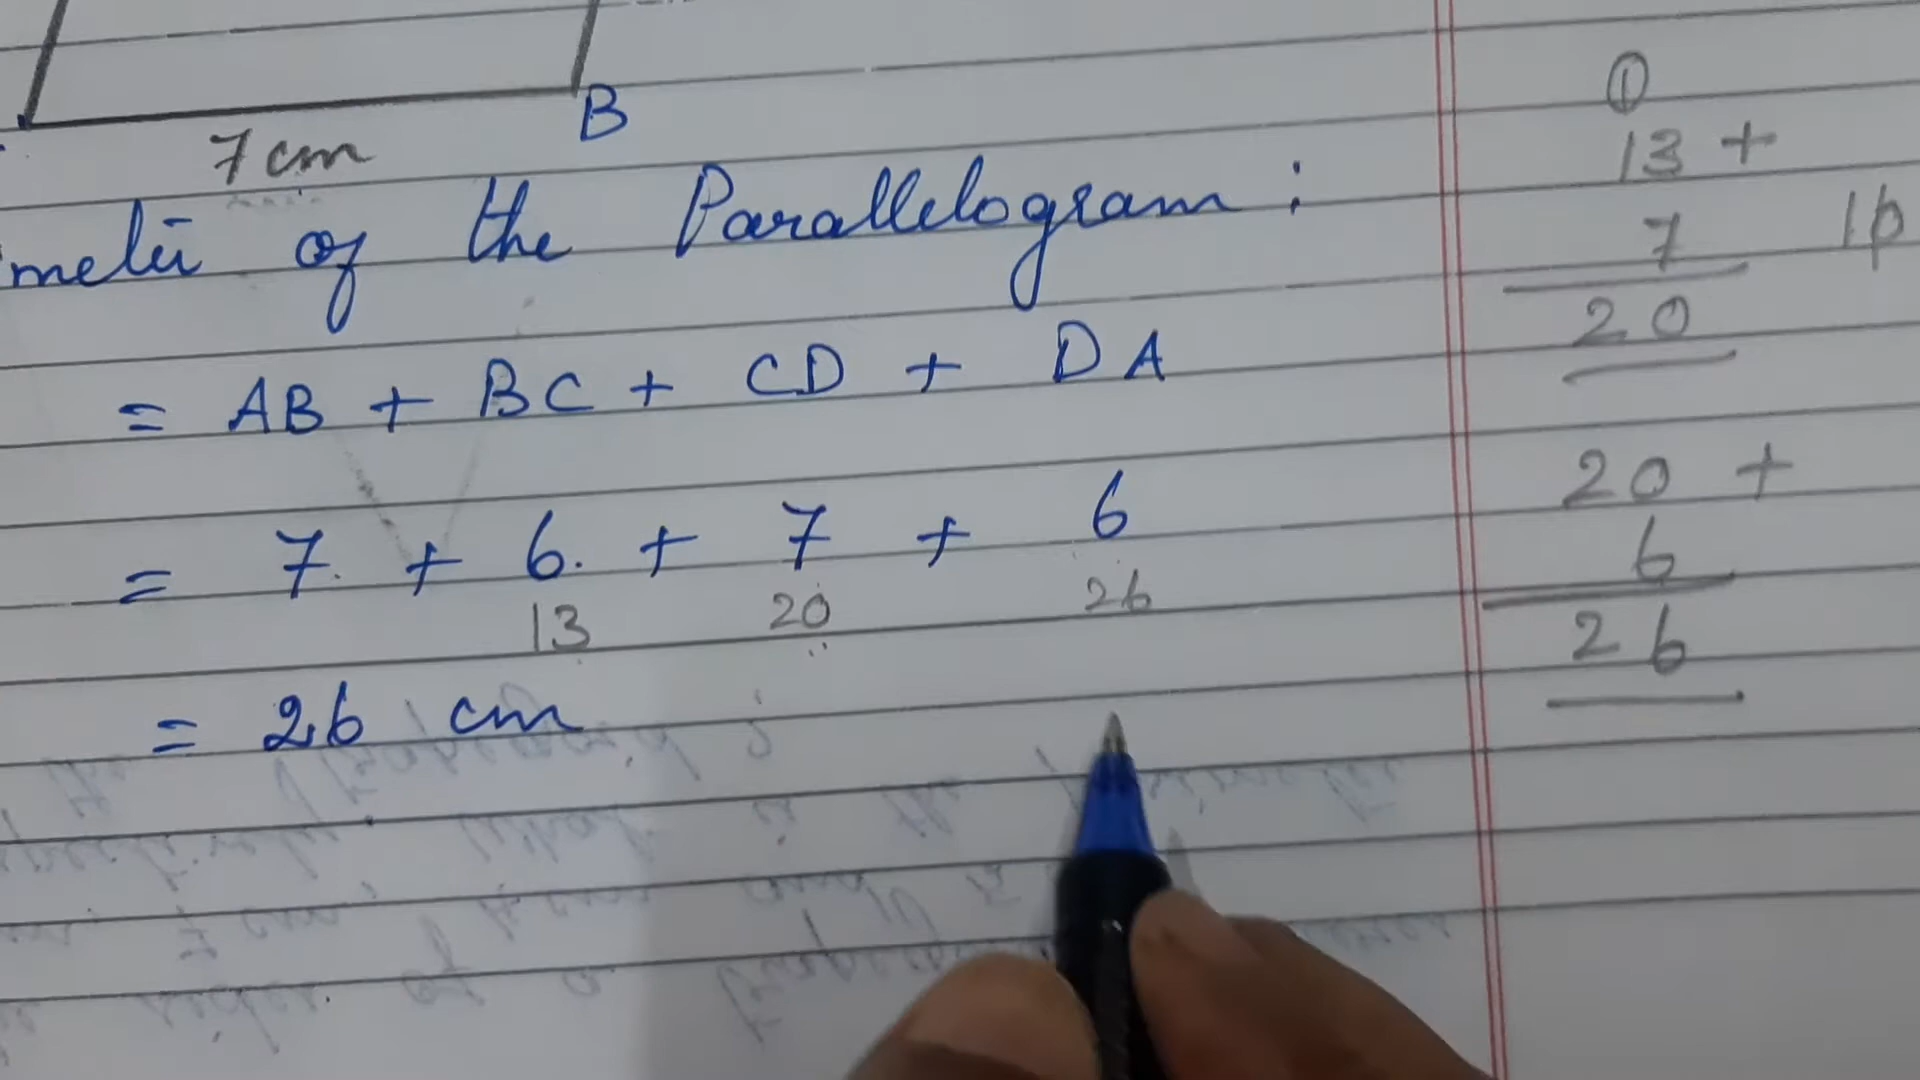 B
7 cm
meter of the Parallelogram :
= AB + BC + CD + DA
= 7 + 6 + 7 + 6
13 20 26
= 26 cm
1
13 +
7
20
20 +
6
26